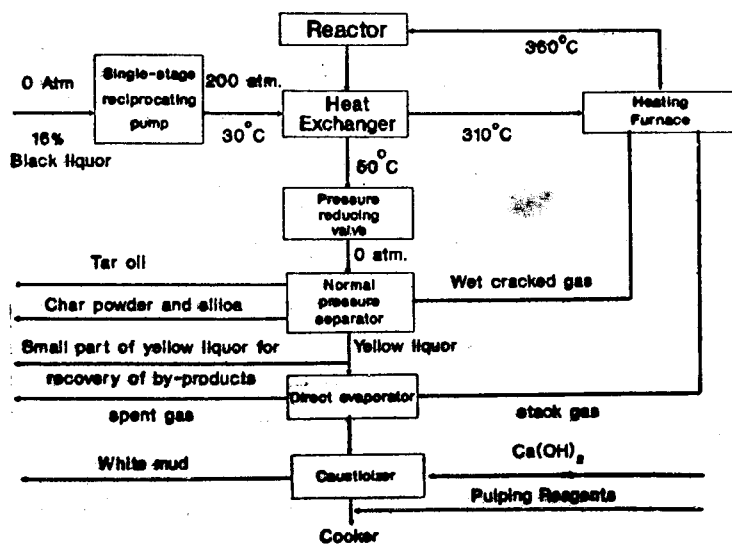 Reactor
360°C
0 Atm
Single-stage
reciprocating
pump
200 atm.
Heat
Exchanger
Heating
Furnace
16%
Black liquor
30°C
310°C
50°C
Pressure
reducing
valve
0 atm.
Tar oil
Normal
pressure
separator
Wet cracked gas
Char powder and silica
Small part of yellow liquor for
Yellow liquor
recovery of by-products
Direct evaporator
spent gas
stack gas
White mud
Causticizer
Ca(OH)₂
Pulping Reagents
Cooker